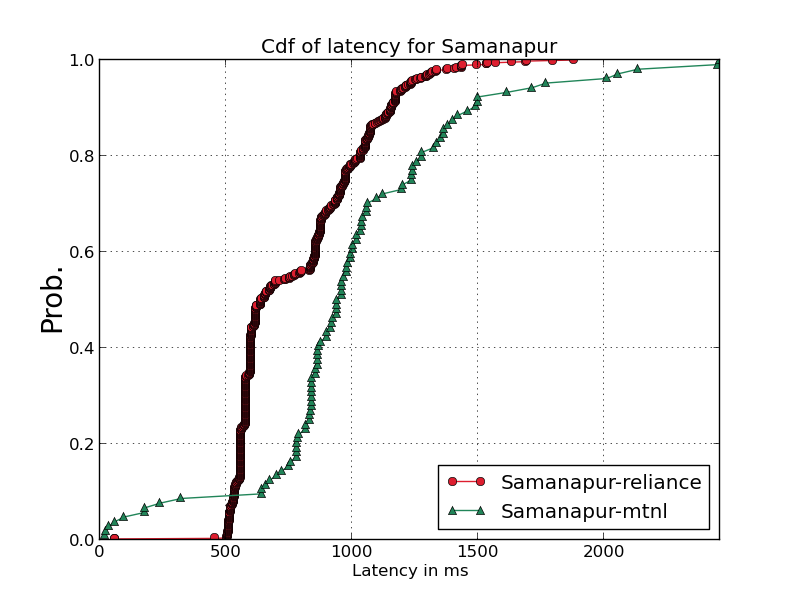 Cdf of latency for Samanapur
1.0
0.8
0.6
0.4
0.2
0.0
Prob.
Samanapur-reliance
Samanapur-mtnl
0 500 1000 1500 2000
Latency in ms